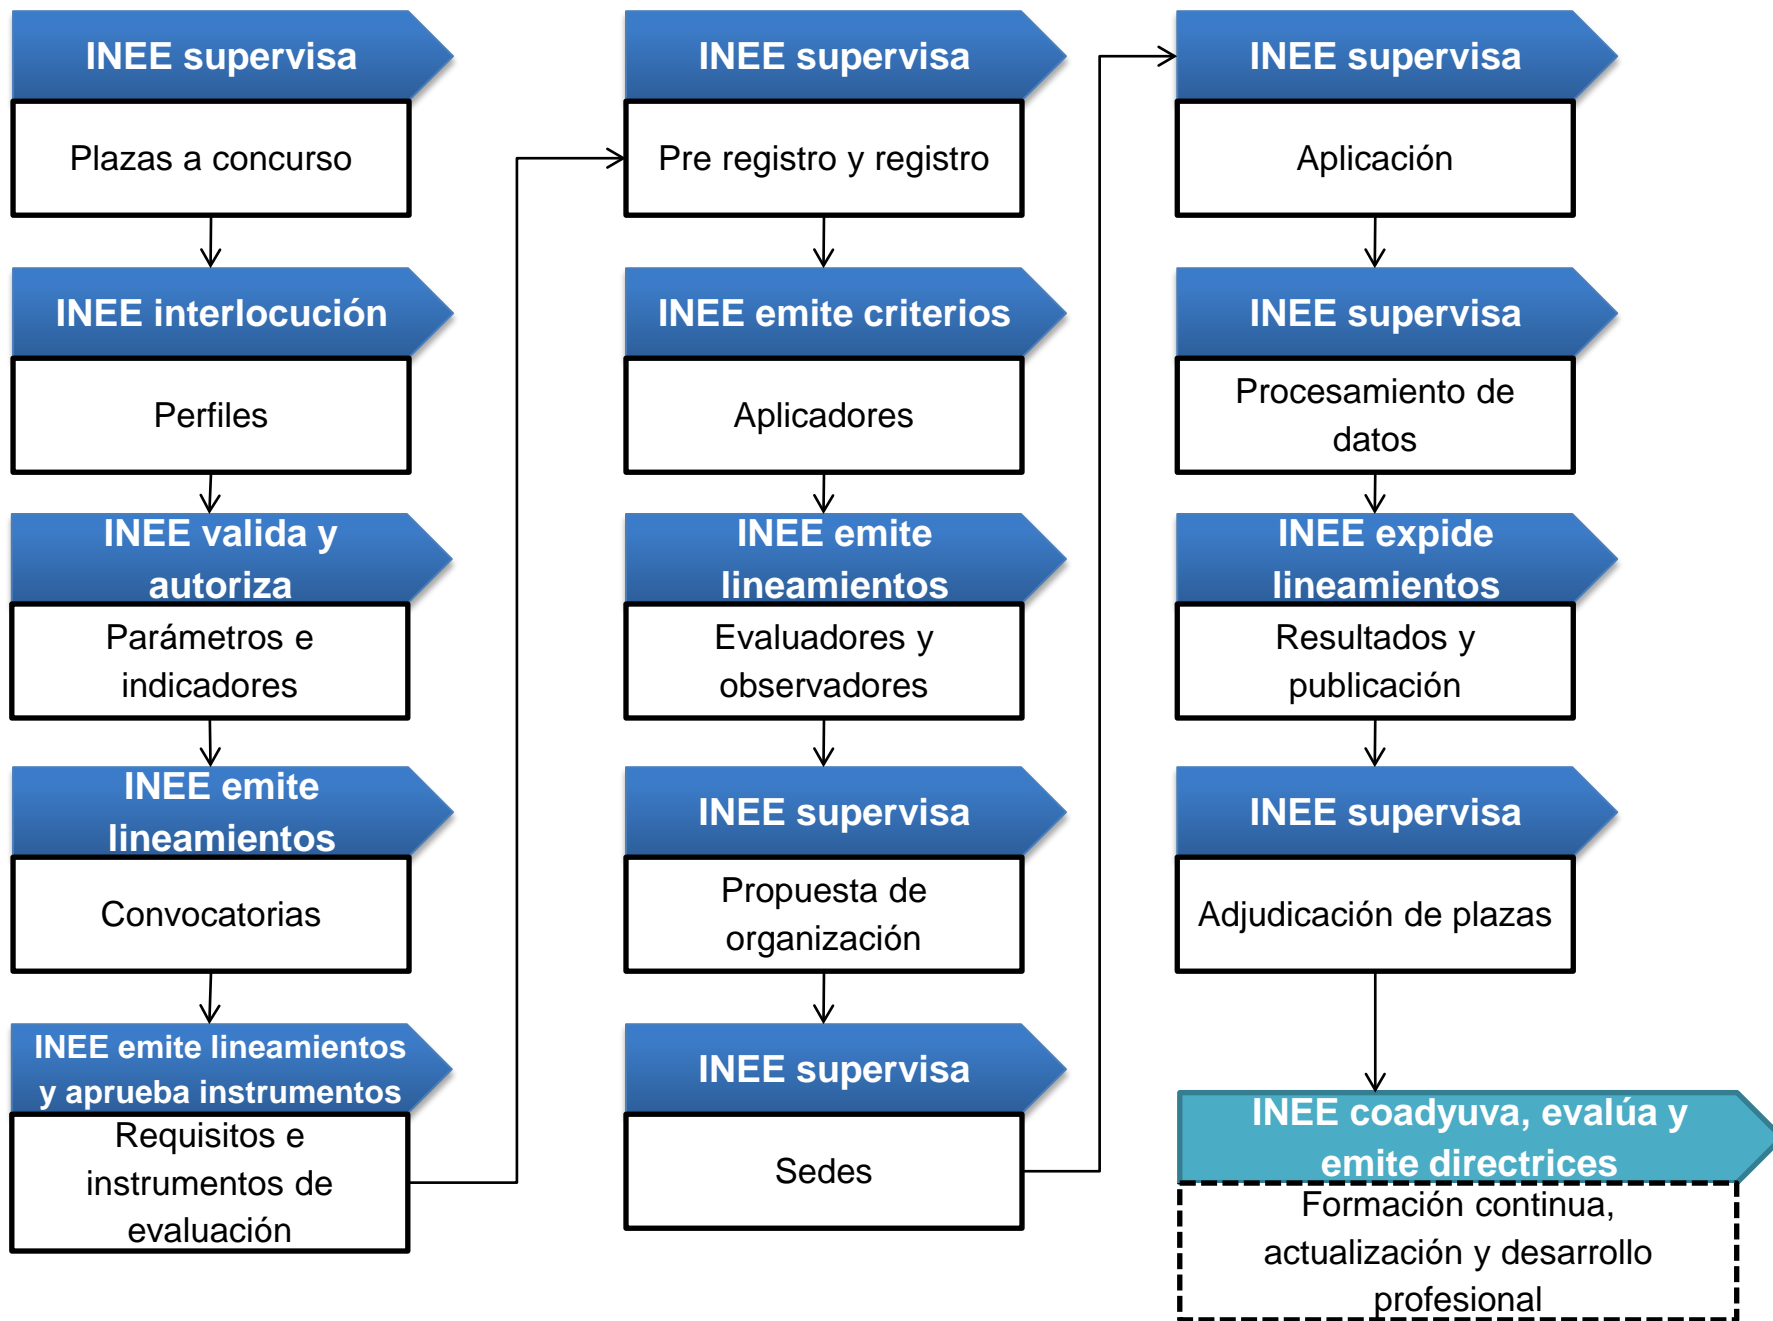 INEE supervisa
Plazas a concurso
INEE interlocución
Perfiles
INEE valida y
autoriza
Parámetros e
indicadores
INEE emite
lineamientos
Convocatorias
INEE emite lineamientos
y aprueba instrumentos
Requisitos e
instrumentos de
evaluación
INEE supervisa
Pre registro y registro
INEE emite criterios
Aplicadores
INEE emite
lineamientos
Evaluadores y
observadores
INEE supervisa
Propuesta de
organización
INEE supervisa
Sedes
INEE supervisa
Aplicación
INEE supervisa
Procesamiento de
datos
INEE expide
lineamientos
Resultados y
publicación
INEE supervisa
Adjudicación de plazas
INEE coadyuva, evalúa y
emite directrices
Formación continua,
actualización y desarrollo
profesional